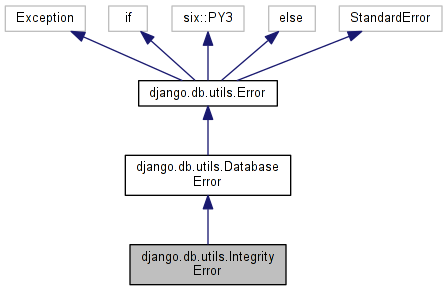 Exception
if
six::PY3
else
StandardError
django.db.utils.Error
django.db.utils.Database
Error
django.db.utils.Integrity
Error